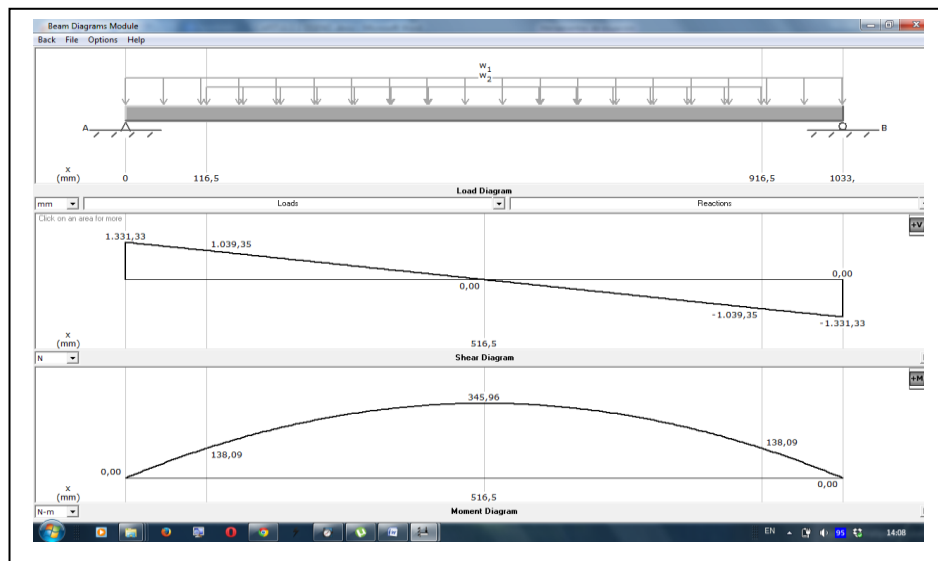 Beam Diagrams Module
Back File Options Help
w1
w2
A
B
x
(mm)
0 116,5 916,5 1033,
Load Diagram
mm Loads Reactions
Click on an area for more
+V
1.331,33
1.039,35
0,00
0,00
-1.039,35
-1.331,33
x
(mm)
516,5
N Shear Diagram
+M
345,96
138,09
138,09
0,00
0,00
x
(mm)
516,5
N-m Moment Diagram
EN 95 14:08